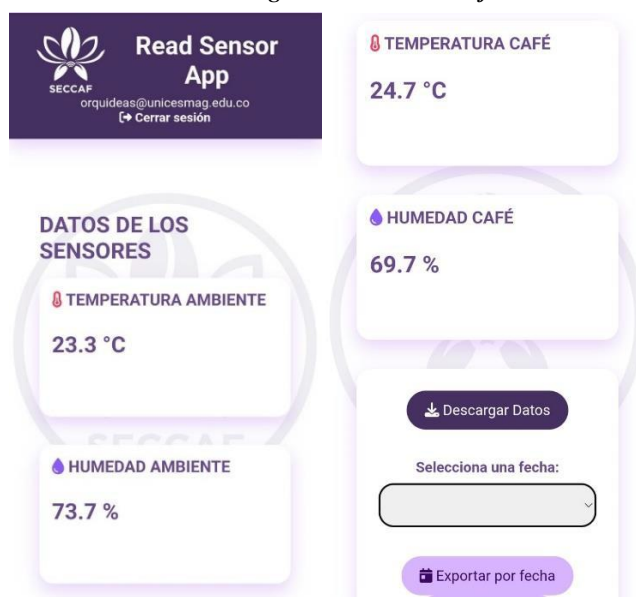 SECCAF
Read Sensor
App
orquideas@unicesmag.edu.co
Cerrar sesión
DATOS DE LOS
SENSORES
TEMPERATURA AMBIENTE
23.3 °C
SECCAF
HUMEDAD AMBIENTE
73.7 %
TEMPERATURA CAFÉ
24.7 °C
HUMEDAD CAFÉ
69.7 %
Descargar Datos
Selecciona una fecha:
Exportar por fecha